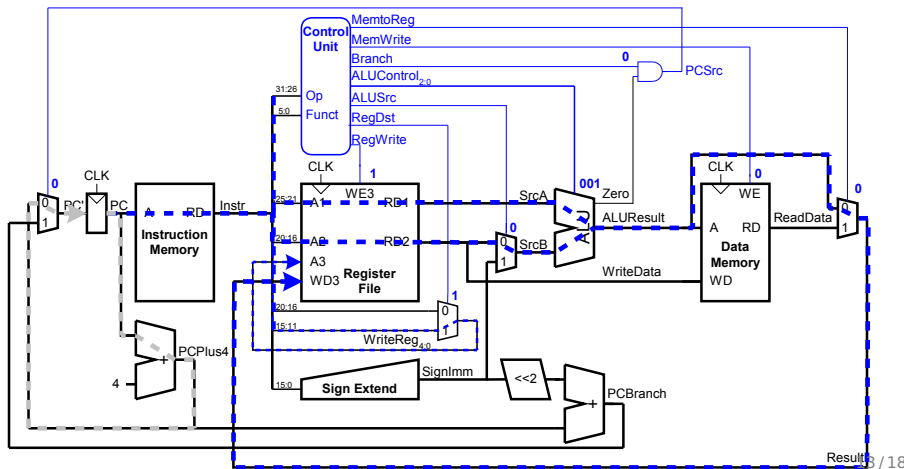 MemtoReg
Control
Unit
MemWrite
Branch
0
PCSrc
ALUControl2:0
31:26
Op
ALUSrc
5:0
Funct
RegDst
RegWrite
CLK
CLK
1
CLK
0
0
0
PC'
PC
1
A
RD
Instr
Instruction
Memory
25:21
A1
WE3
RD1
SrcA
001
Zero
WE
0
1
20:16
A2
RD2
0
0
1
SrcB
ALU
ALUResult
A
RD
ReadData
Data
Memory
A3
Register
File
WD3
WriteData
WD
1
20:16
0
15:11
1
WriteReg4:0
PCPlus4
+
4
SignImm
15:0
Sign Extend
<<2
+
PCBranch
Result
/18